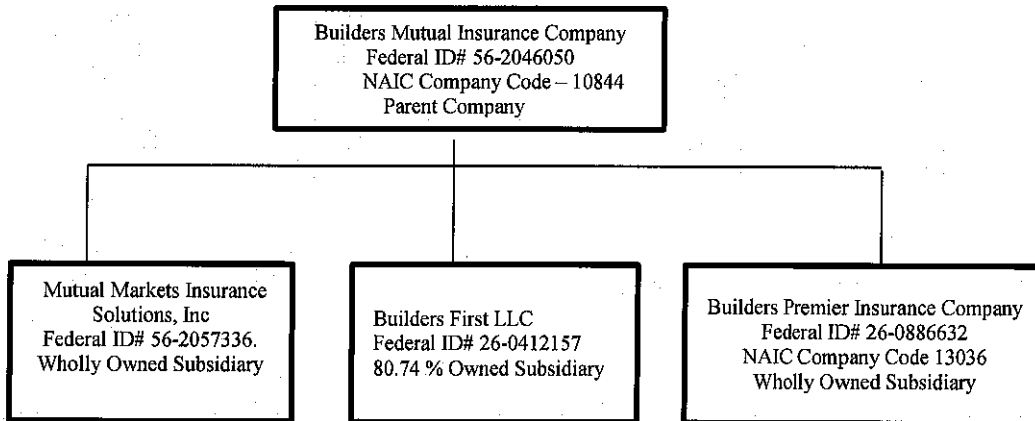 Builders Mutual Insurance Company
Federal ID# 56-2046050
NAIC Company Code – 10844
Parent Company
Mutual Markets Insurance
Solutions, Inc
Federal ID# 56-2057336.
Wholly Owned Subsidiary
Builders First LLC
Federal ID# 26-0412157
80.74 % Owned Subsidiary
Builders Premier Insurance Company
Federal ID# 26-0886632
NAIC Company Code 13036
Wholly Owned Subsidiary